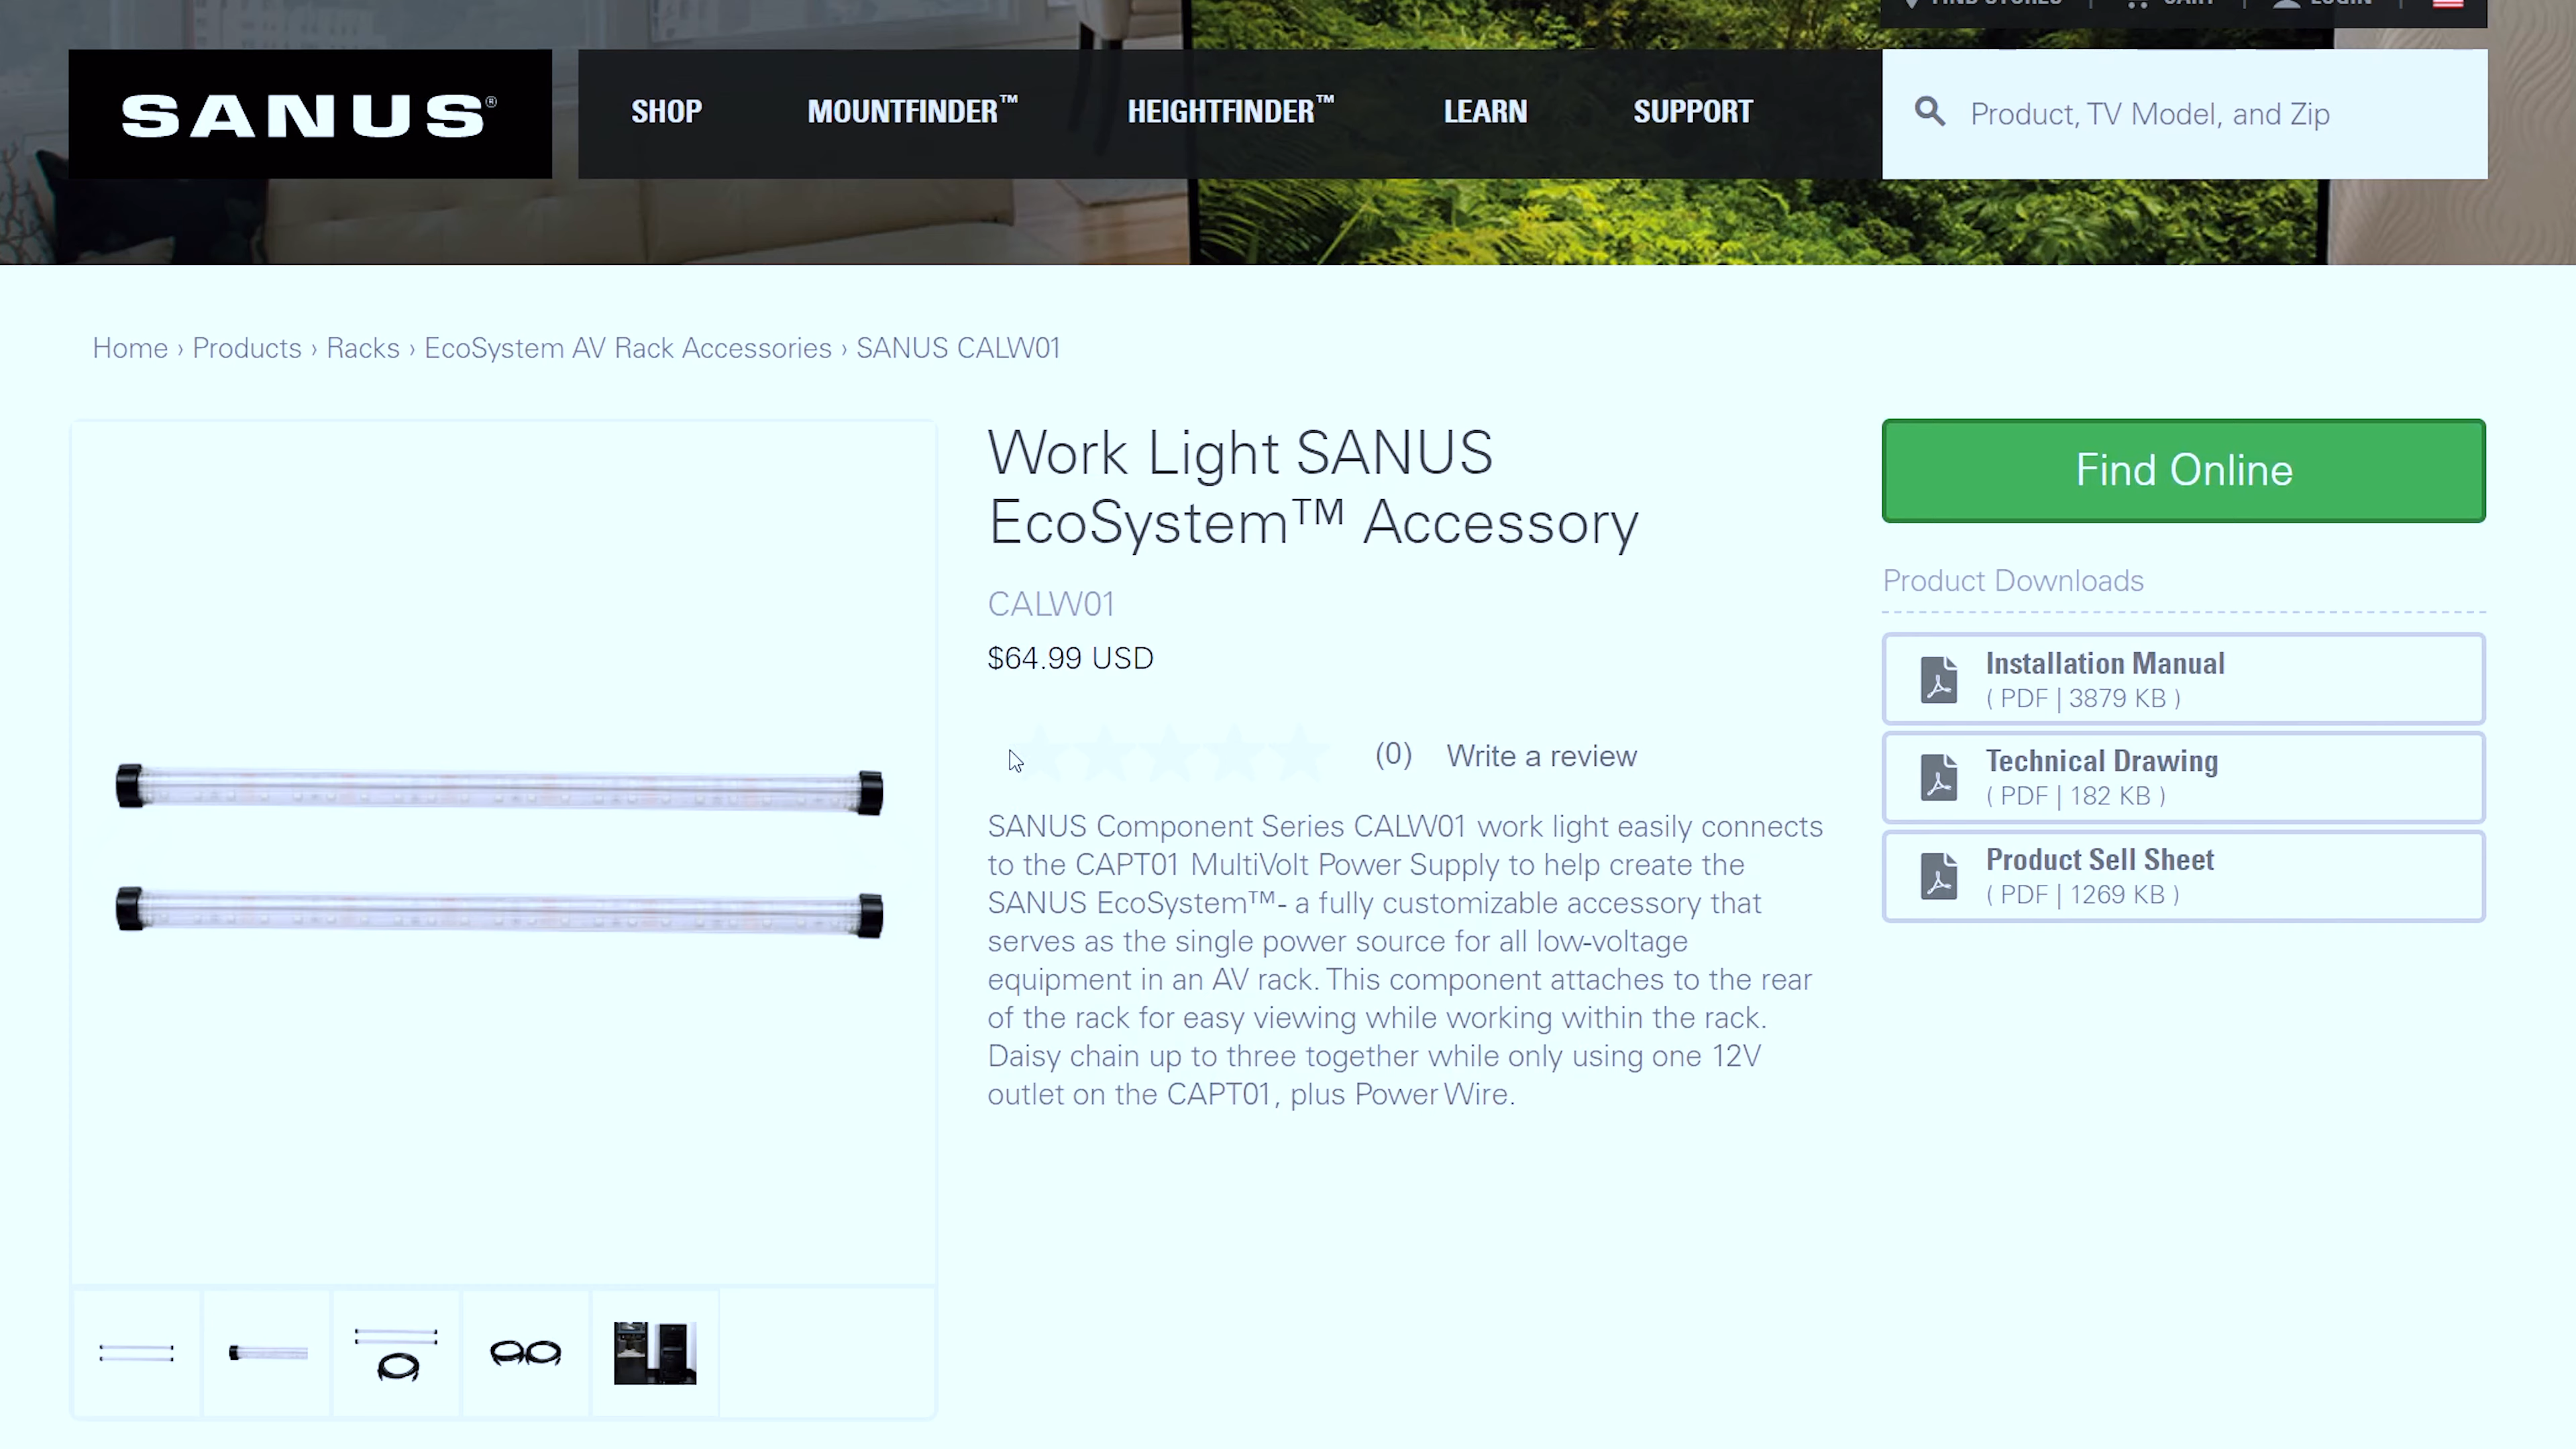 FIND STORES | CART | LOGIN |
SANUS®
SHOP MOUNTFINDER™ HEIGHTFINDER™ LEARN SUPPORT
Product, TV Model, and Zip
Home › Products › Racks › EcoSystem AV Rack Accessories › SANUS CALW01
Work Light SANUS
EcoSystem™ Accessory
CALW01
$64.99 USD
(0) Write a review
SANUS Component Series CALW01 work light easily connects
to the CAPT01 MultiVolt Power Supply to help create the
SANUS EcoSystem™- a fully customizable accessory that
serves as the single power source for all low-voltage
equipment in an AV rack. This component attaches to the rear
of the rack for easy viewing while working within the rack.
Daisy chain up to three together while only using one 12V
outlet on the CAPT01, plus Power Wire.
Find Online
Product Downloads
Installation Manual
( PDF | 3879 KB )
Technical Drawing
( PDF | 182 KB )
Product Sell Sheet
( PDF | 1269 KB )